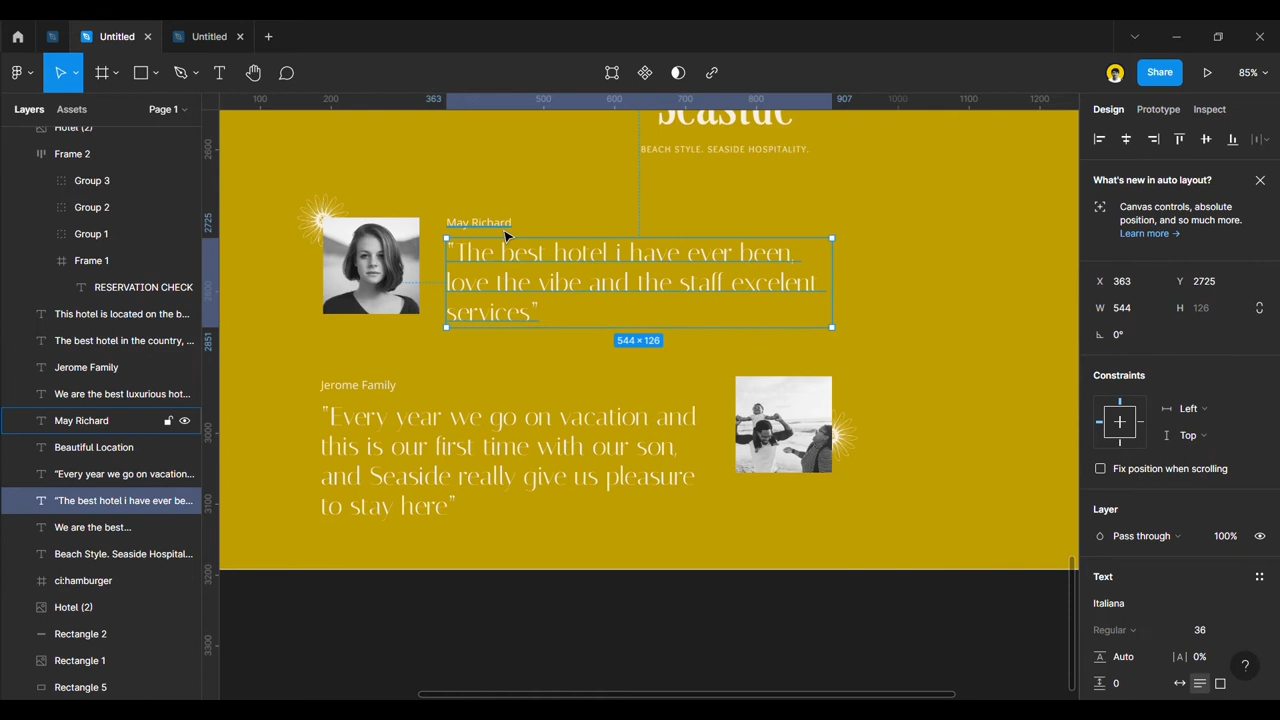 Untitled
Untitled
Share
85%
Layers
Assets
Page 1
100
200
363
500
600
700
800
907
1000
1100
1200
Design
Prototype
Inspect
Hotel (2)
Frame 2
Group 3
Group 2
Group 1
Frame 1
RESERVATION CHECK
This hotel is located on the b...
The best hotel in the country, ...
Jerome Family
We are the best luxurious hot...
May Richard
Beautiful Location
“Every year we go on vacation...
“The best hotel i have ever be...
We are the best...
Beach Style. Seaside Hospital...
ci:hamburger
Hotel (2)
Rectangle 2
Rectangle 1
Rectangle 5
2600
2725
2800
2851
3000
3100
3200
3300
seaside
BEACH STYLE. SEASIDE HOSPITALITY.
May Richard
“The best hotel i have ever been,
love the vibe and the staff excelent
services”
544 × 126
Jerome Family
“Every year we go on vacation and
this is our first time with our son,
and Seaside really give us pleasure
to stay here”
What's new in auto layout?
Canvas controls, absolute
position, and so much more.
Learn more →
X 363
Y 2725
W 544
H 126
0°
Constraints
Left
Top
Fix position when scrolling
Layer
Pass through
100%
Text
Italiana
Regular
36
Auto
|A| 0%
0
?